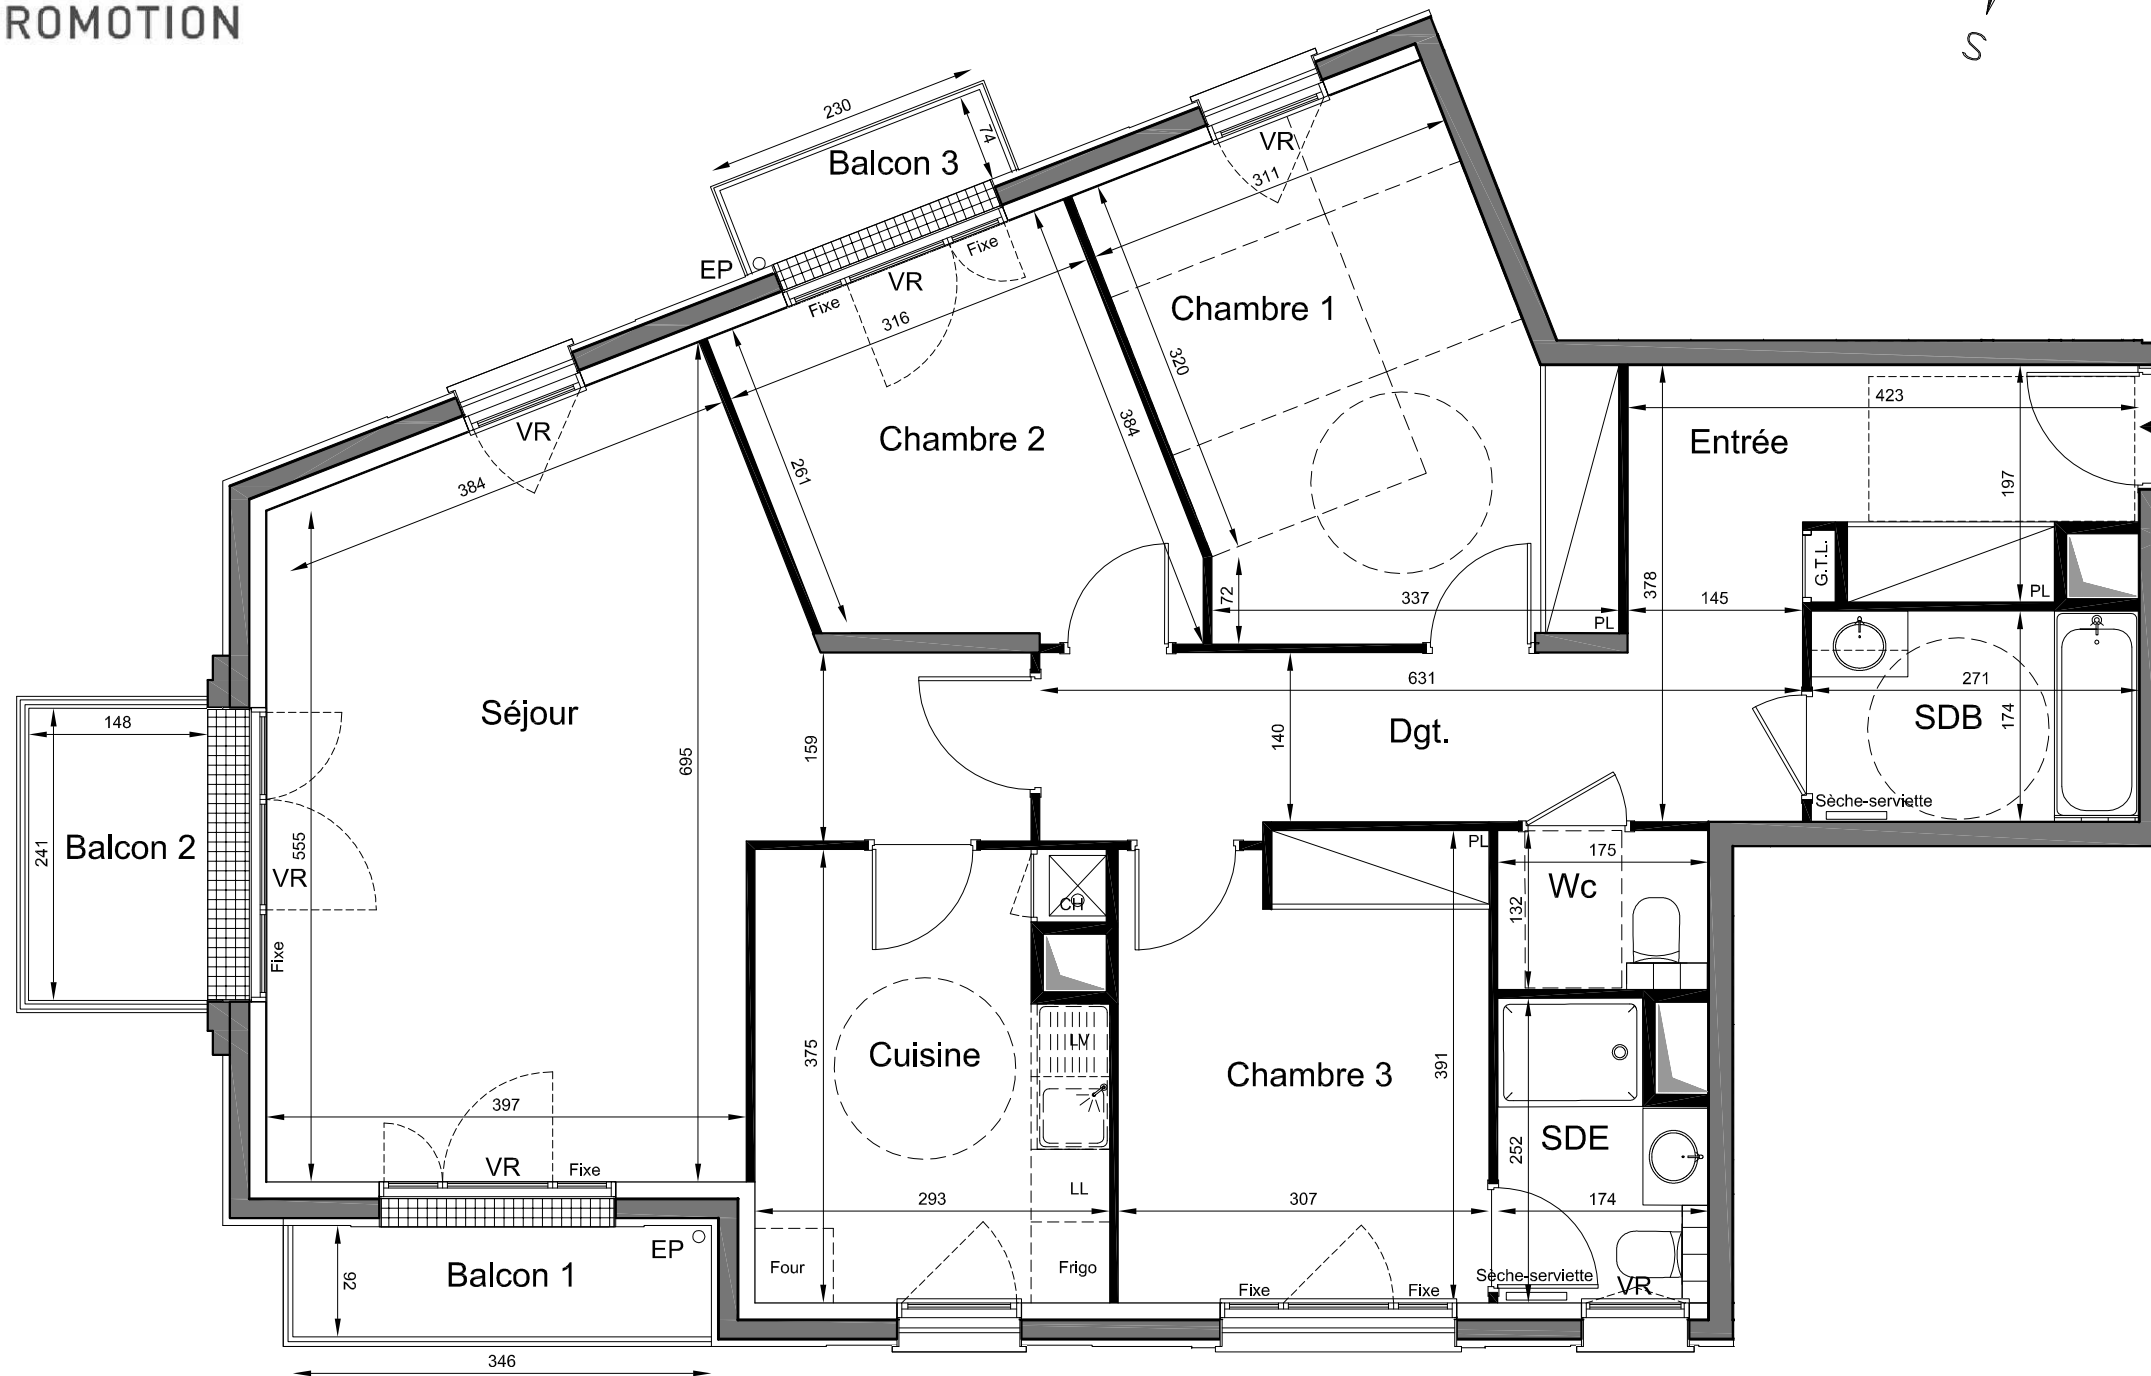 ROMOTION
S
230
74
Balcon 3
VR
311
EP
Fixe
VR
Fixe
316
Chambre 1
320
384
423
Entrée
197
VR
384
Chambre 2
261
G.T.L.
PL
72
337
PL
378
145
Séjour
148
241
Balcon 2
555
VR
Fixe
695
159
631
140
Dgt.
271
SDB
174
Sèche-serviette
PL
175
Wc
132
CH
375
Cuisine
LV
Chambre 3
391
397
252
SDE
VR
Fixe
293
LL
307
174
Balcon 1
EP
92
Four
Frigo
Fixe
Fixe
Sèche-serviette
VR
346